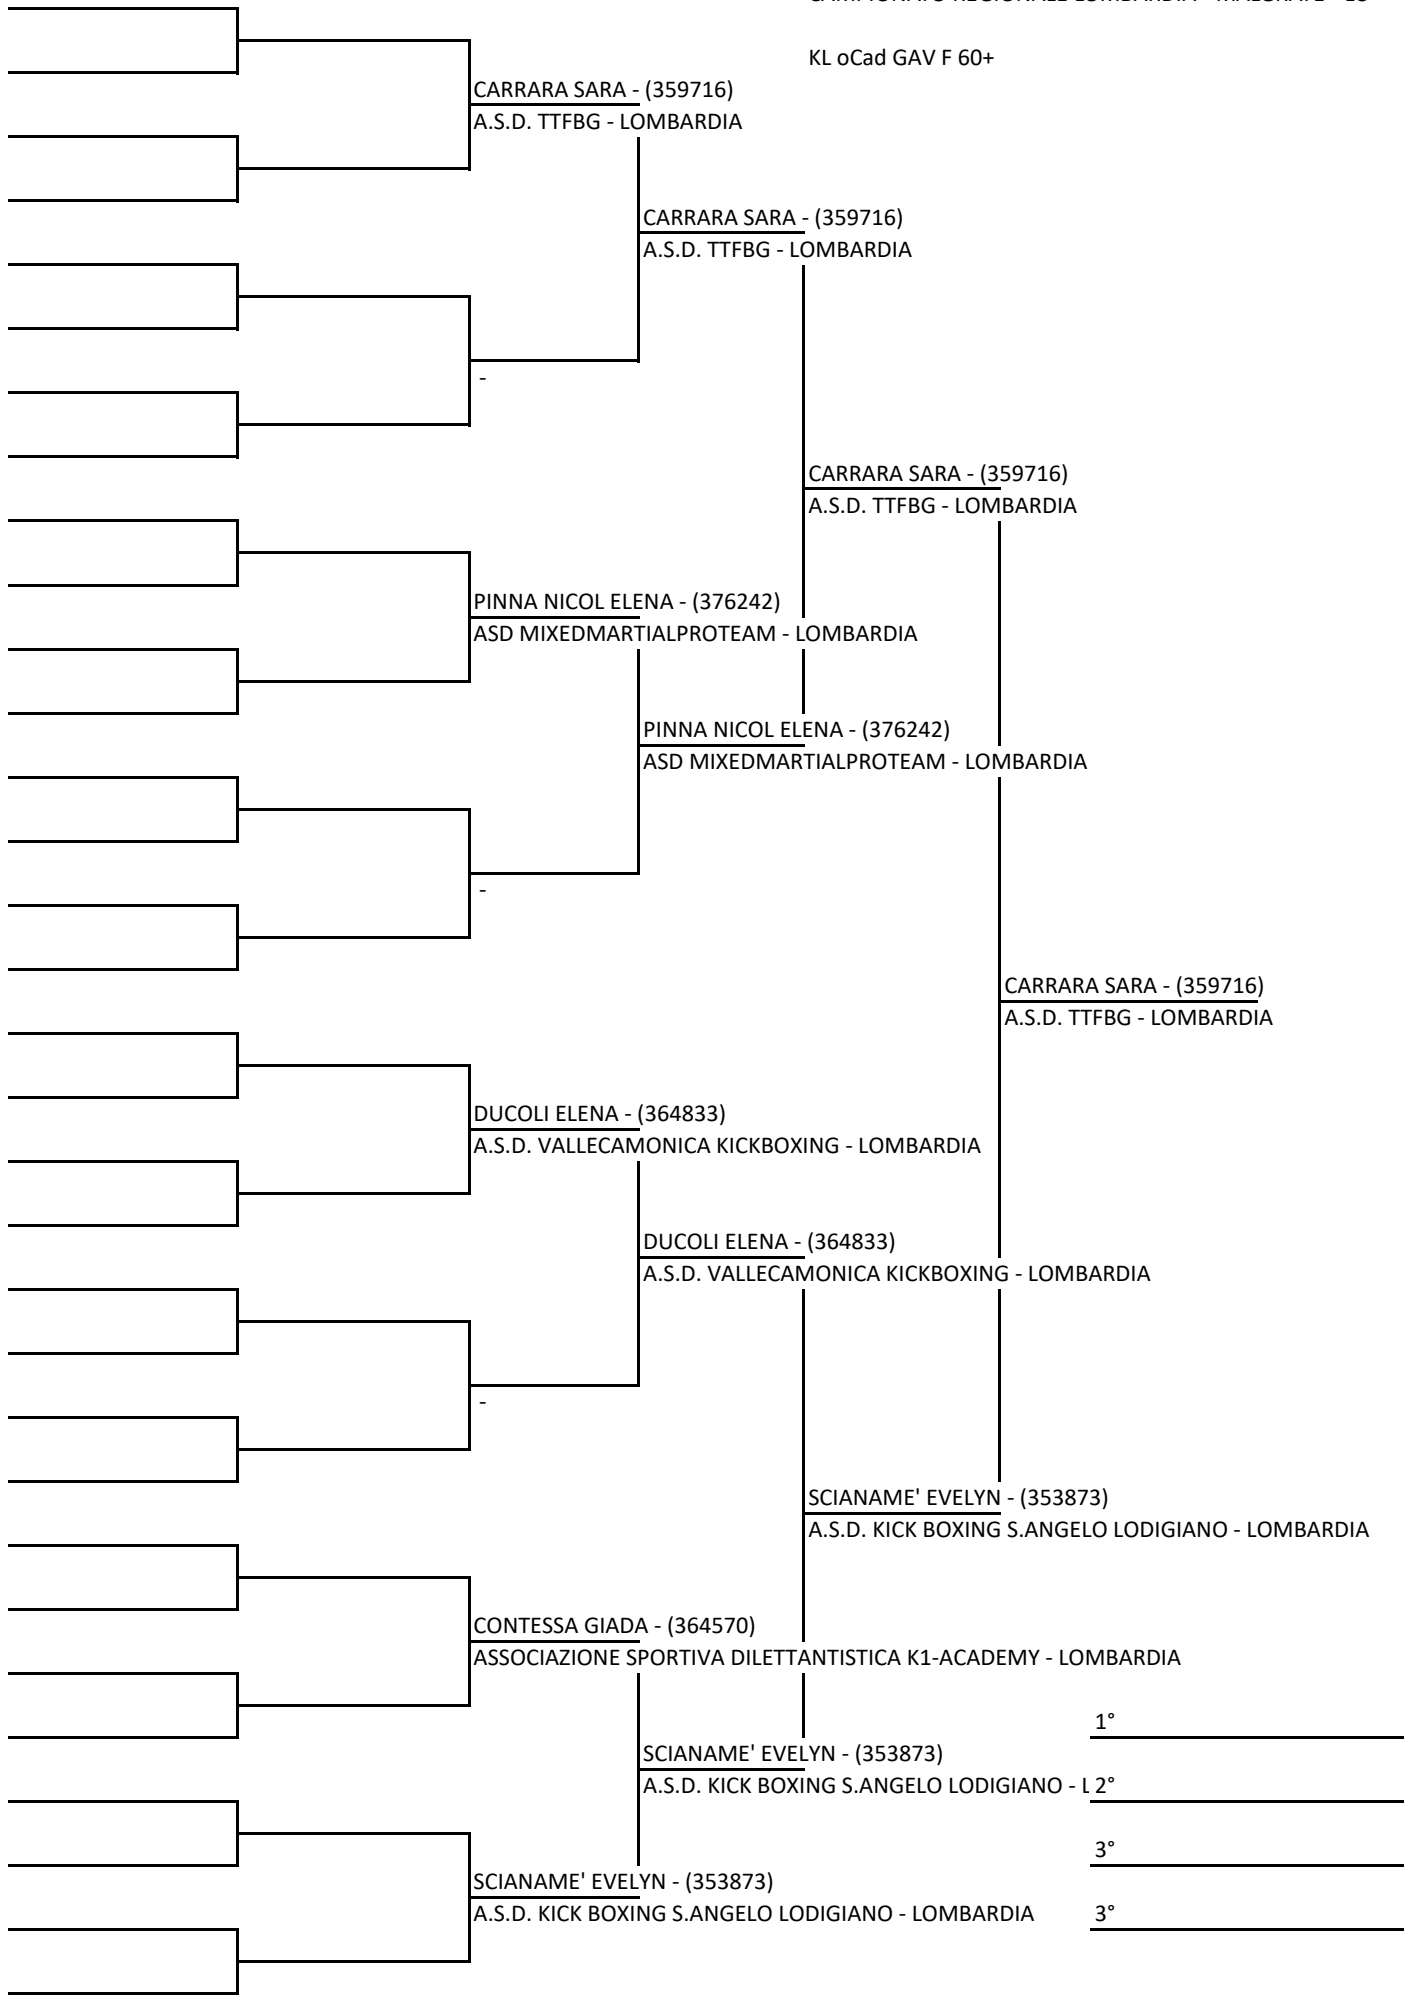 KL oCad GAV F 60+
CARRARA SARA - (359716)
A.S.D. TTFBG - LOMBARDIA
CARRARA SARA - (359716)
A.S.D. TTFBG - LOMBARDIA
-
CARRARA SARA - (359716)
A.S.D. TTFBG - LOMBARDIA
PINNA NICOL ELENA - (376242)
ASD MIXEDMARTIALPROTEAM - LOMBARDIA
PINNA NICOL ELENA - (376242)
ASD MIXEDMARTIALPROTEAM - LOMBARDIA
-
CARRARA SARA - (359716)
A.S.D. TTFBG - LOMBARDIA
DUCOLI ELENA - (364833)
A.S.D. VALLECAMONICA KICKBOXING - LOMBARDIA
DUCOLI ELENA - (364833)
A.S.D. VALLECAMONICA KICKBOXING - LOMBARDIA
-
SCIANAME' EVELYN - (353873)
A.S.D. KICK BOXING S.ANGELO LODIGIANO - LOMBARDIA
CONTESSA GIADA - (364570)
ASSOCIAZIONE SPORTIVA DILETTANTISTICA K1-ACADEMY - LOMBARDIA
1°
SCIANAME' EVELYN - (353873)
A.S.D. KICK BOXING S.ANGELO LODIGIANO - L
2°
3°
SCIANAME' EVELYN - (353873)
A.S.D. KICK BOXING S.ANGELO LODIGIANO - LOMBARDIA
3°